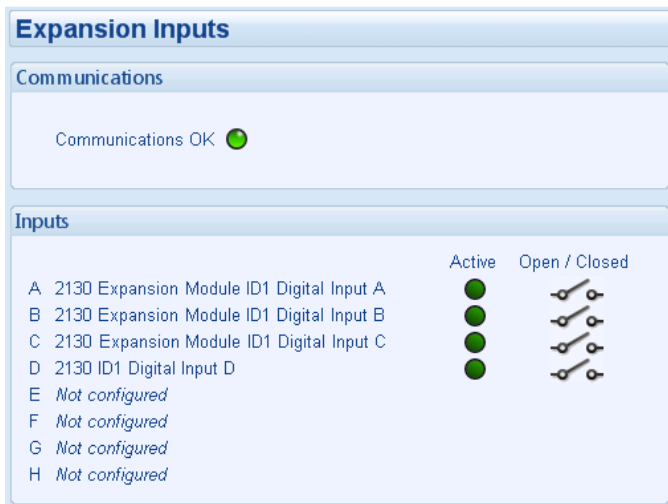 Expansion Inputs
Communications
Communications OK
Inputs
Active Open / Closed
A 2130 Expansion Module ID1 Digital Input A
B 2130 Expansion Module ID1 Digital Input B
C 2130 Expansion Module ID1 Digital Input C
D 2130 ID1 Digital Input D
E Not configured
F Not configured
G Not configured
H Not configured